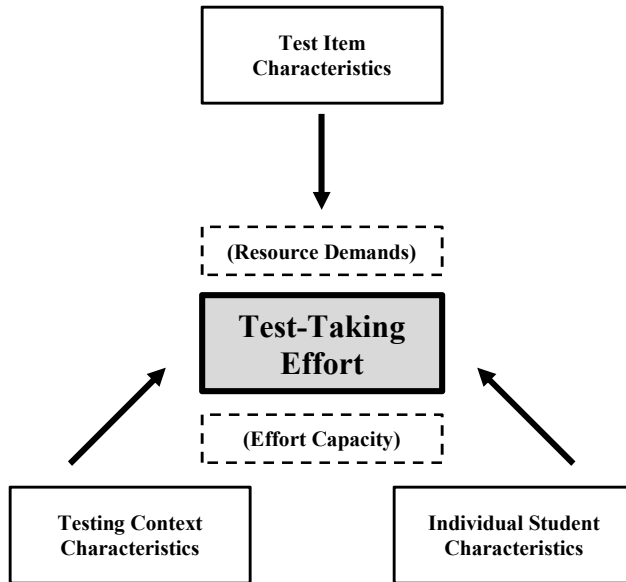 Test Item
Characteristics
(Resource Demands)
Test-Taking
Effort
(Effort Capacity)
Testing Context
Characteristics
Individual Student
Characteristics